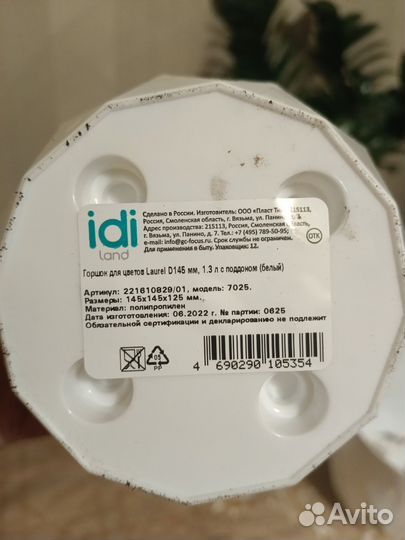 idi
land
Сделано в России. Изготовитель: ООО «Пласт 215113,
Россия, Смоленская область, г. Вязьма, ул. Панино,
Адрес производства: 215113, Россия, Смоленская область,
г. Вязьма, ул. Панино, д. 7. Тел.: +7 (495) 789-50-95,
e-mail: info@gc-focus.ru. Срок службы не ограничен.
Для применения в быту. Упаковщик: 12.
ОТК
Горшок для цветов Laurel D145 мм, 1.3 л с поддоном (белый)
Артикул: 221810829/01, модель: 7025.
Размеры: 145х145х125 мм.
Материал: полипропилен
Дата изготовления: 06.2022 г. № партии: 0625
Обязательной сертификации и декларированию не подлежит
05
PP
4 690290 105354
Avito